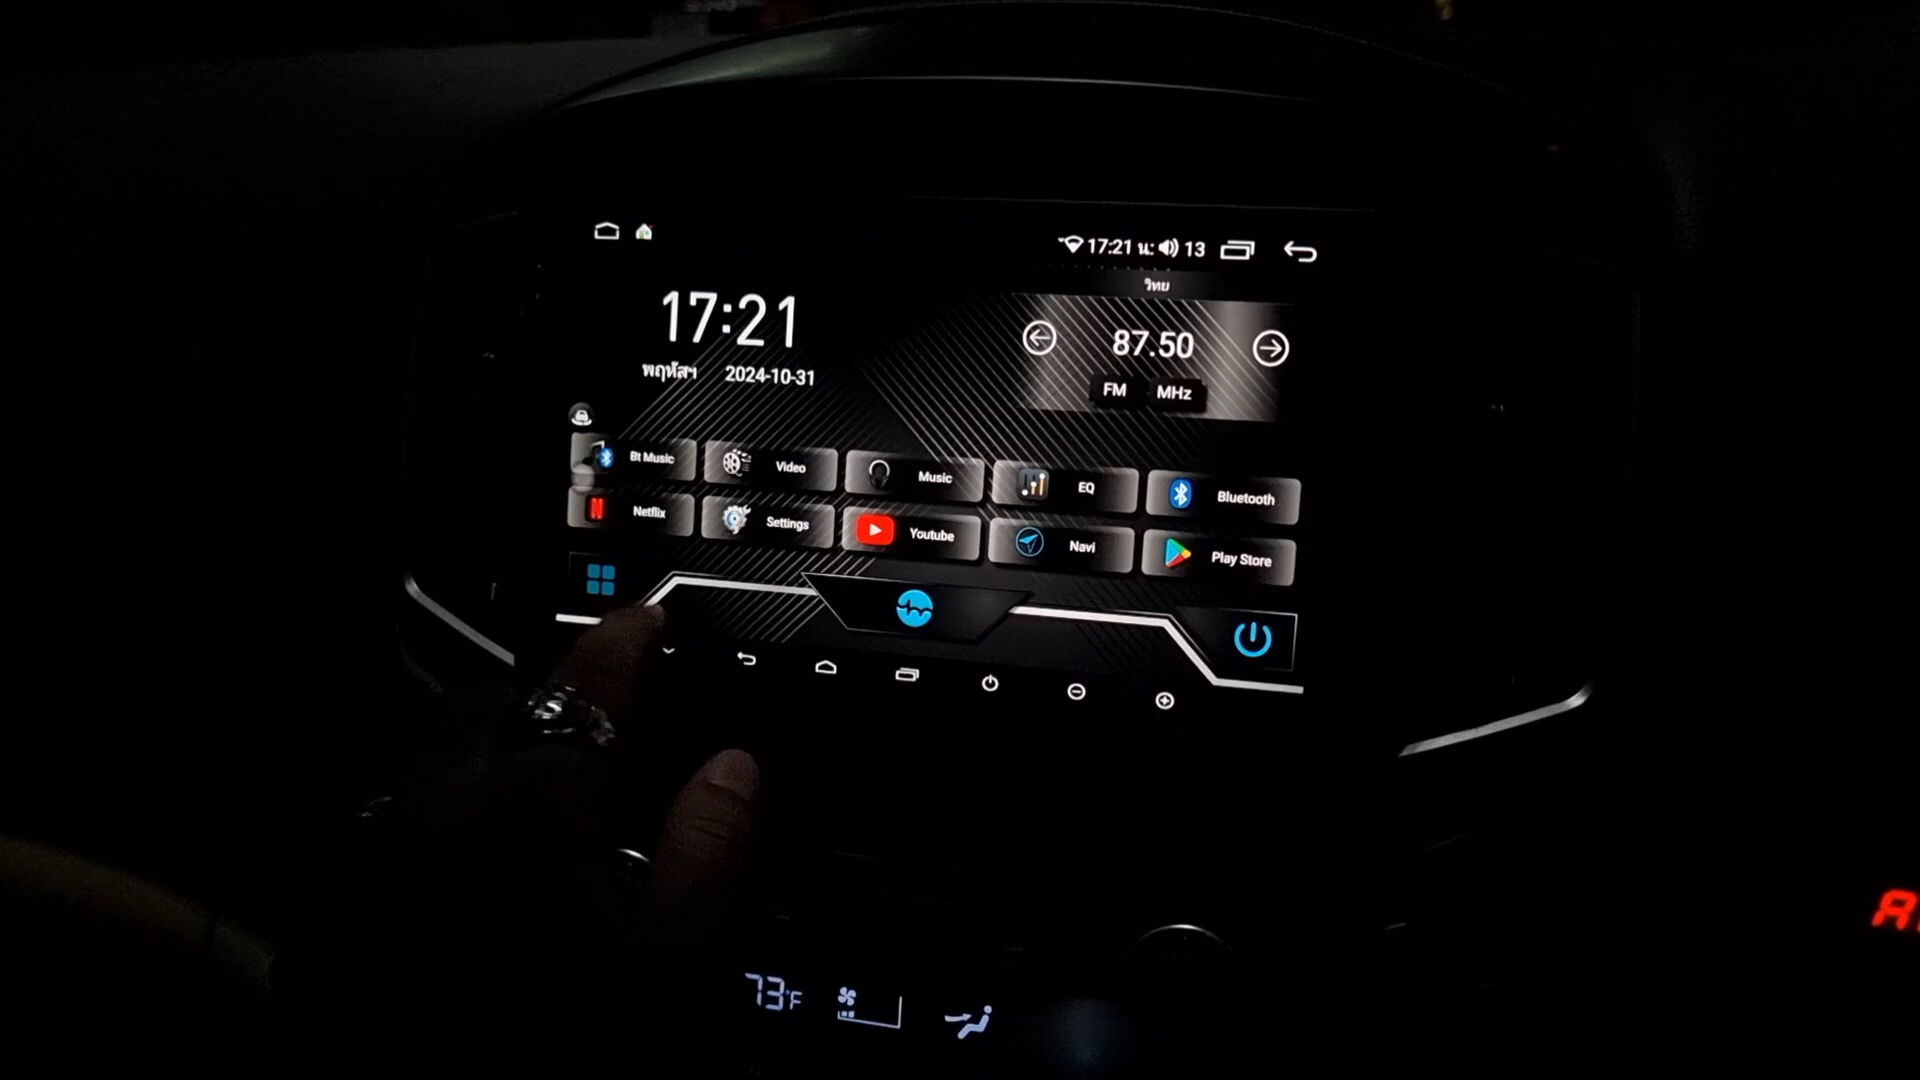 17:21 น. 13
17:21
พฤหัสฯ 2024-10-31
วิทยุ
87.50
FM MHz
Bt Music Video Music EQ Bluetooth
Netflix Settings Youtube Navi Play Store
73°F